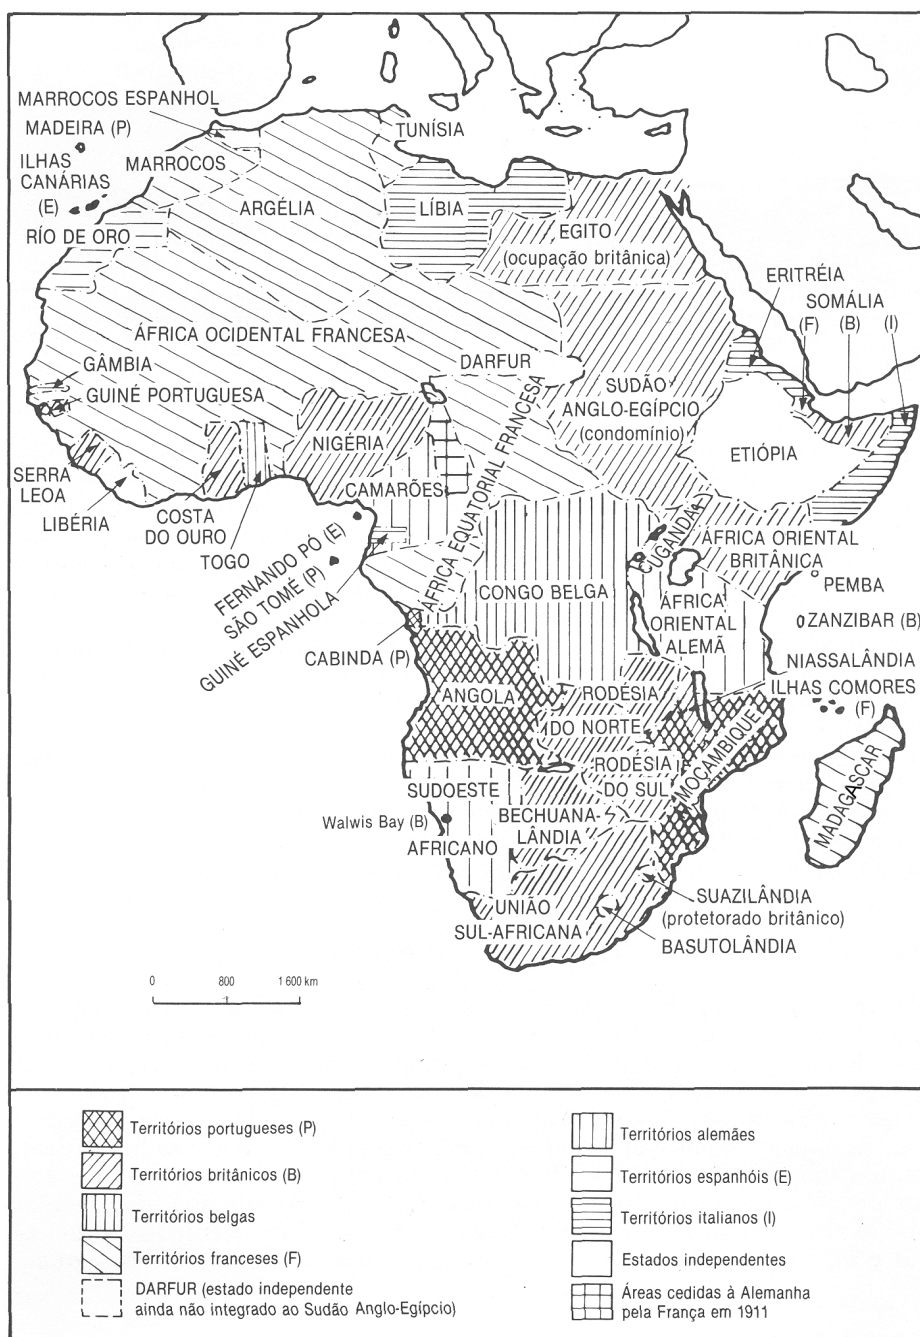 MARROCOS ESPANHOL
MADEIRA (P)
TUNÍSIA
ILHAS
CANÁRIAS
(E)
MARROCOS
ARGÉLIA
LÍBIA
RÍO DE ORO
EGITO
(ocupação britânica)
ERITRÉIA
SOMÁLIA
(F) (B) (I)
ÁFRICA OCIDENTAL FRANCESA
GÂMBIA
DARFUR
GUINÉ PORTUGUESA
SUDÃO
ANGLO-EGÍPCIO
(condomínio)
NIGÉRIA
ETIÓPIA
SERRA
LEOA
CAMARÕES
LIBÉRIA
COSTA
DO OURO
TOGO
ÁFRICA EQUATORIAL FRANCESA
UGANDA
ÁFRICA ORIENTAL
BRITÂNICA
FERNANDO PÓ (E)
SÃO TOMÉ (P)
GUINÉ ESPANHOLA
CONGO BELGA
PEMBA
ÁFRICA
ORIENTAL
ALEMÃ
ZANZIBAR (B)
CABINDA (P)
NIASSALÂNDIA
ILHAS COMORES
(F)
ANGOLA
RODÉSIA
DO NORTE
MOÇAMBIQUE
RODÉSIA
DO SUL
MADAGASCAR
SUDOESTE
AFRICANO
Walwis Bay (B)
BECHUANA-
LÂNDIA
SUAZILÂNDIA
(protetorado britânico)
UNIÃO
SUL-AFRICANA
BASUTOLÂNDIA
0 800 1 600 km
Territórios portugueses (P)
Territórios britânicos (B)
Territórios belgas
Territórios franceses (F)
DARFUR (estado independente
ainda não integrado ao Sudão Anglo-Egípcio)
Territórios alemães
Territórios espanhóis (E)
Territórios italianos (I)
Estados independentes
Áreas cedidas à Alemanha
pela França em 1911